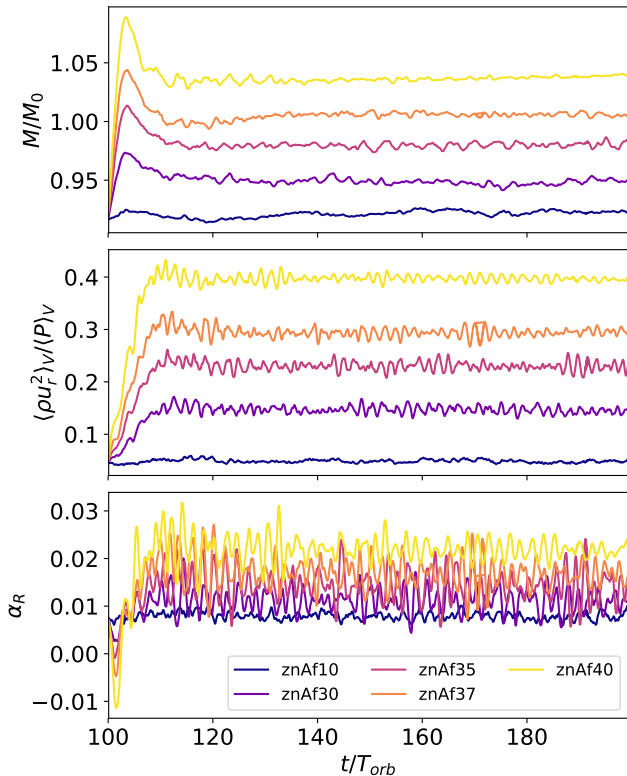 1.05
1.00
0.95
M/M₀
0.4
0.3
0.2
0.1
⟨ρu_r²⟩_V/⟨P⟩_V
0.03
0.02
0.01
0.00
−0.01
α_R
znAf10 znAf35 znAf40
znAf30 znAf37
100 120 140 160 180
t/T_orb